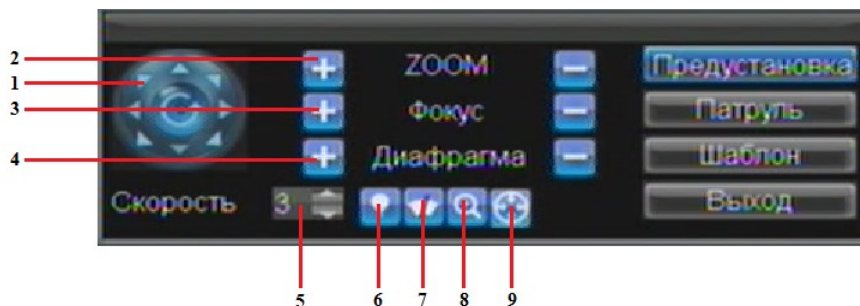 2 ZOOM Предустановка
1
3 Фокус Патруль
4 Диафрагма Шаблон
Скорость 3 Выход
5 6 7 8 9